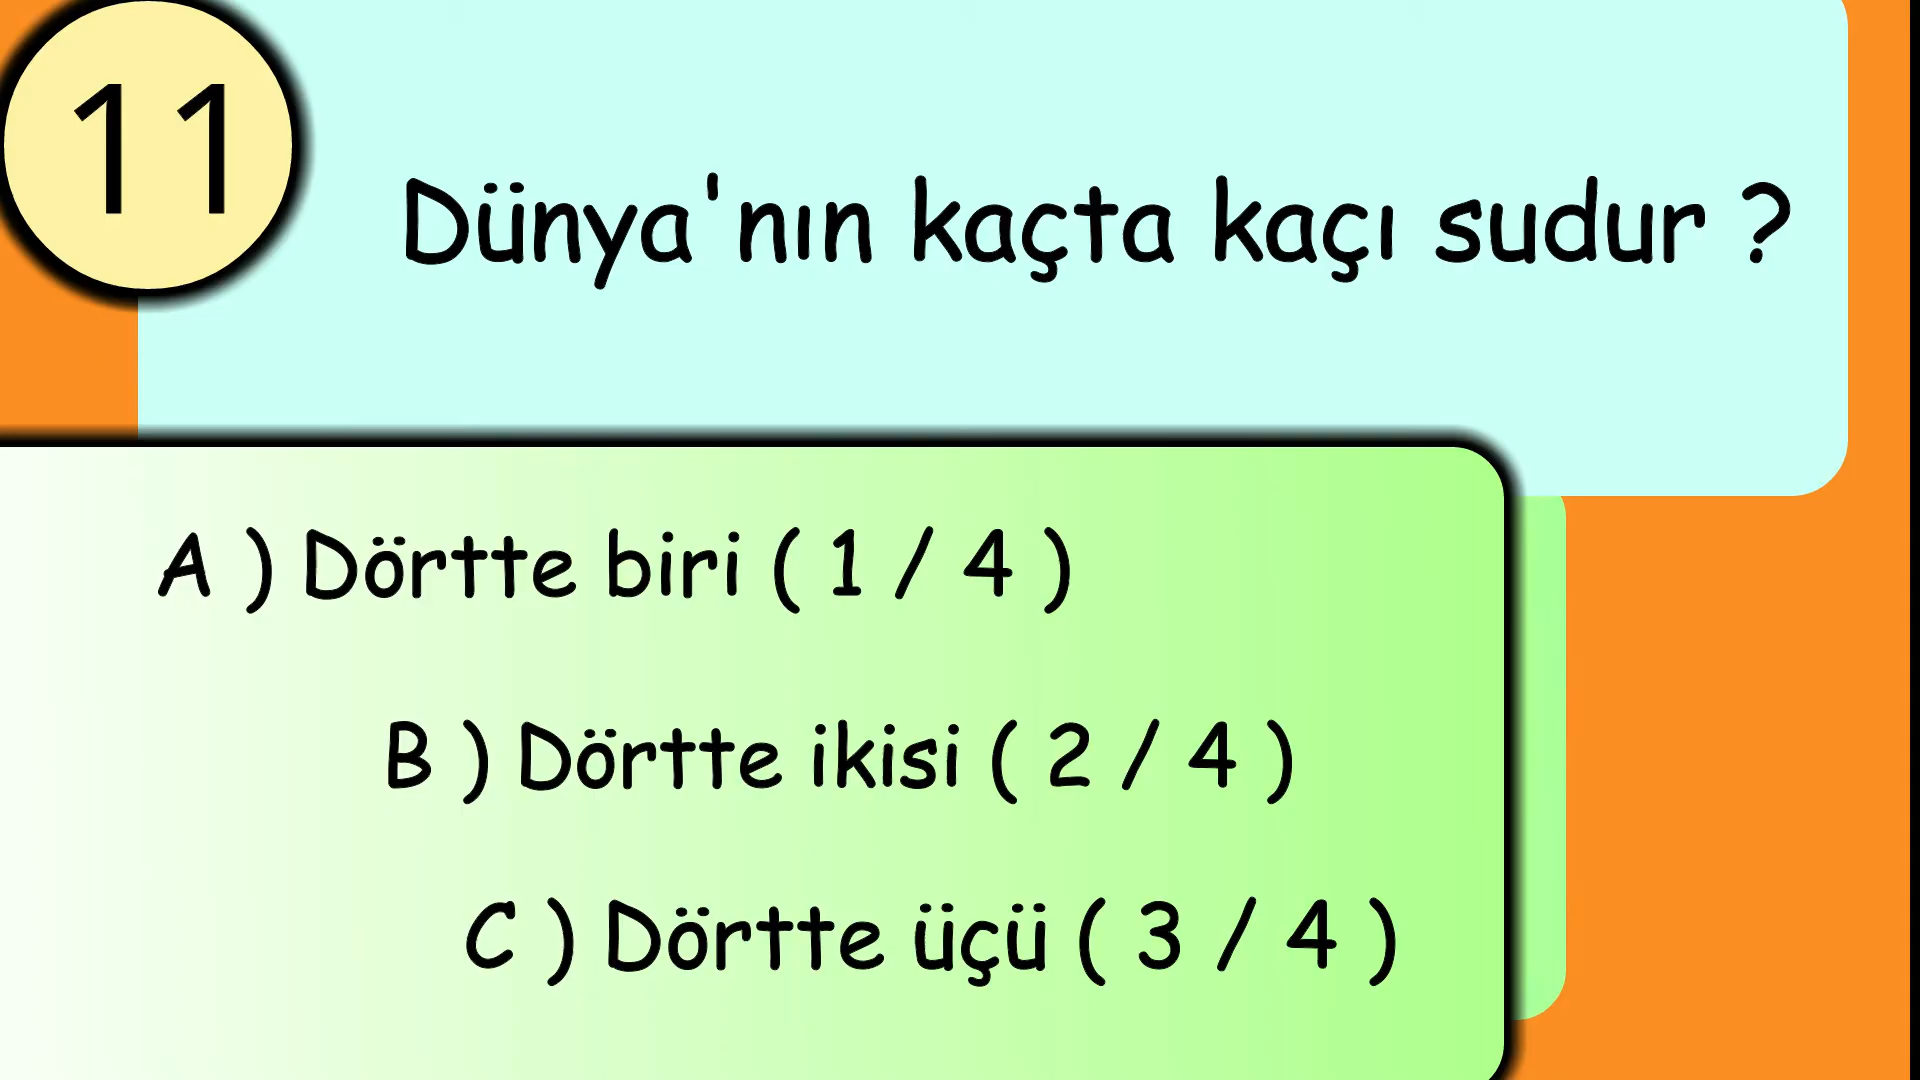 11
Dünya'nın kaçta kaçı sudur ?
A ) Dörtte biri ( 1 / 4 )
B ) Dörtte ikisi ( 2 / 4 )
C ) Dörtte üçü ( 3 / 4 )